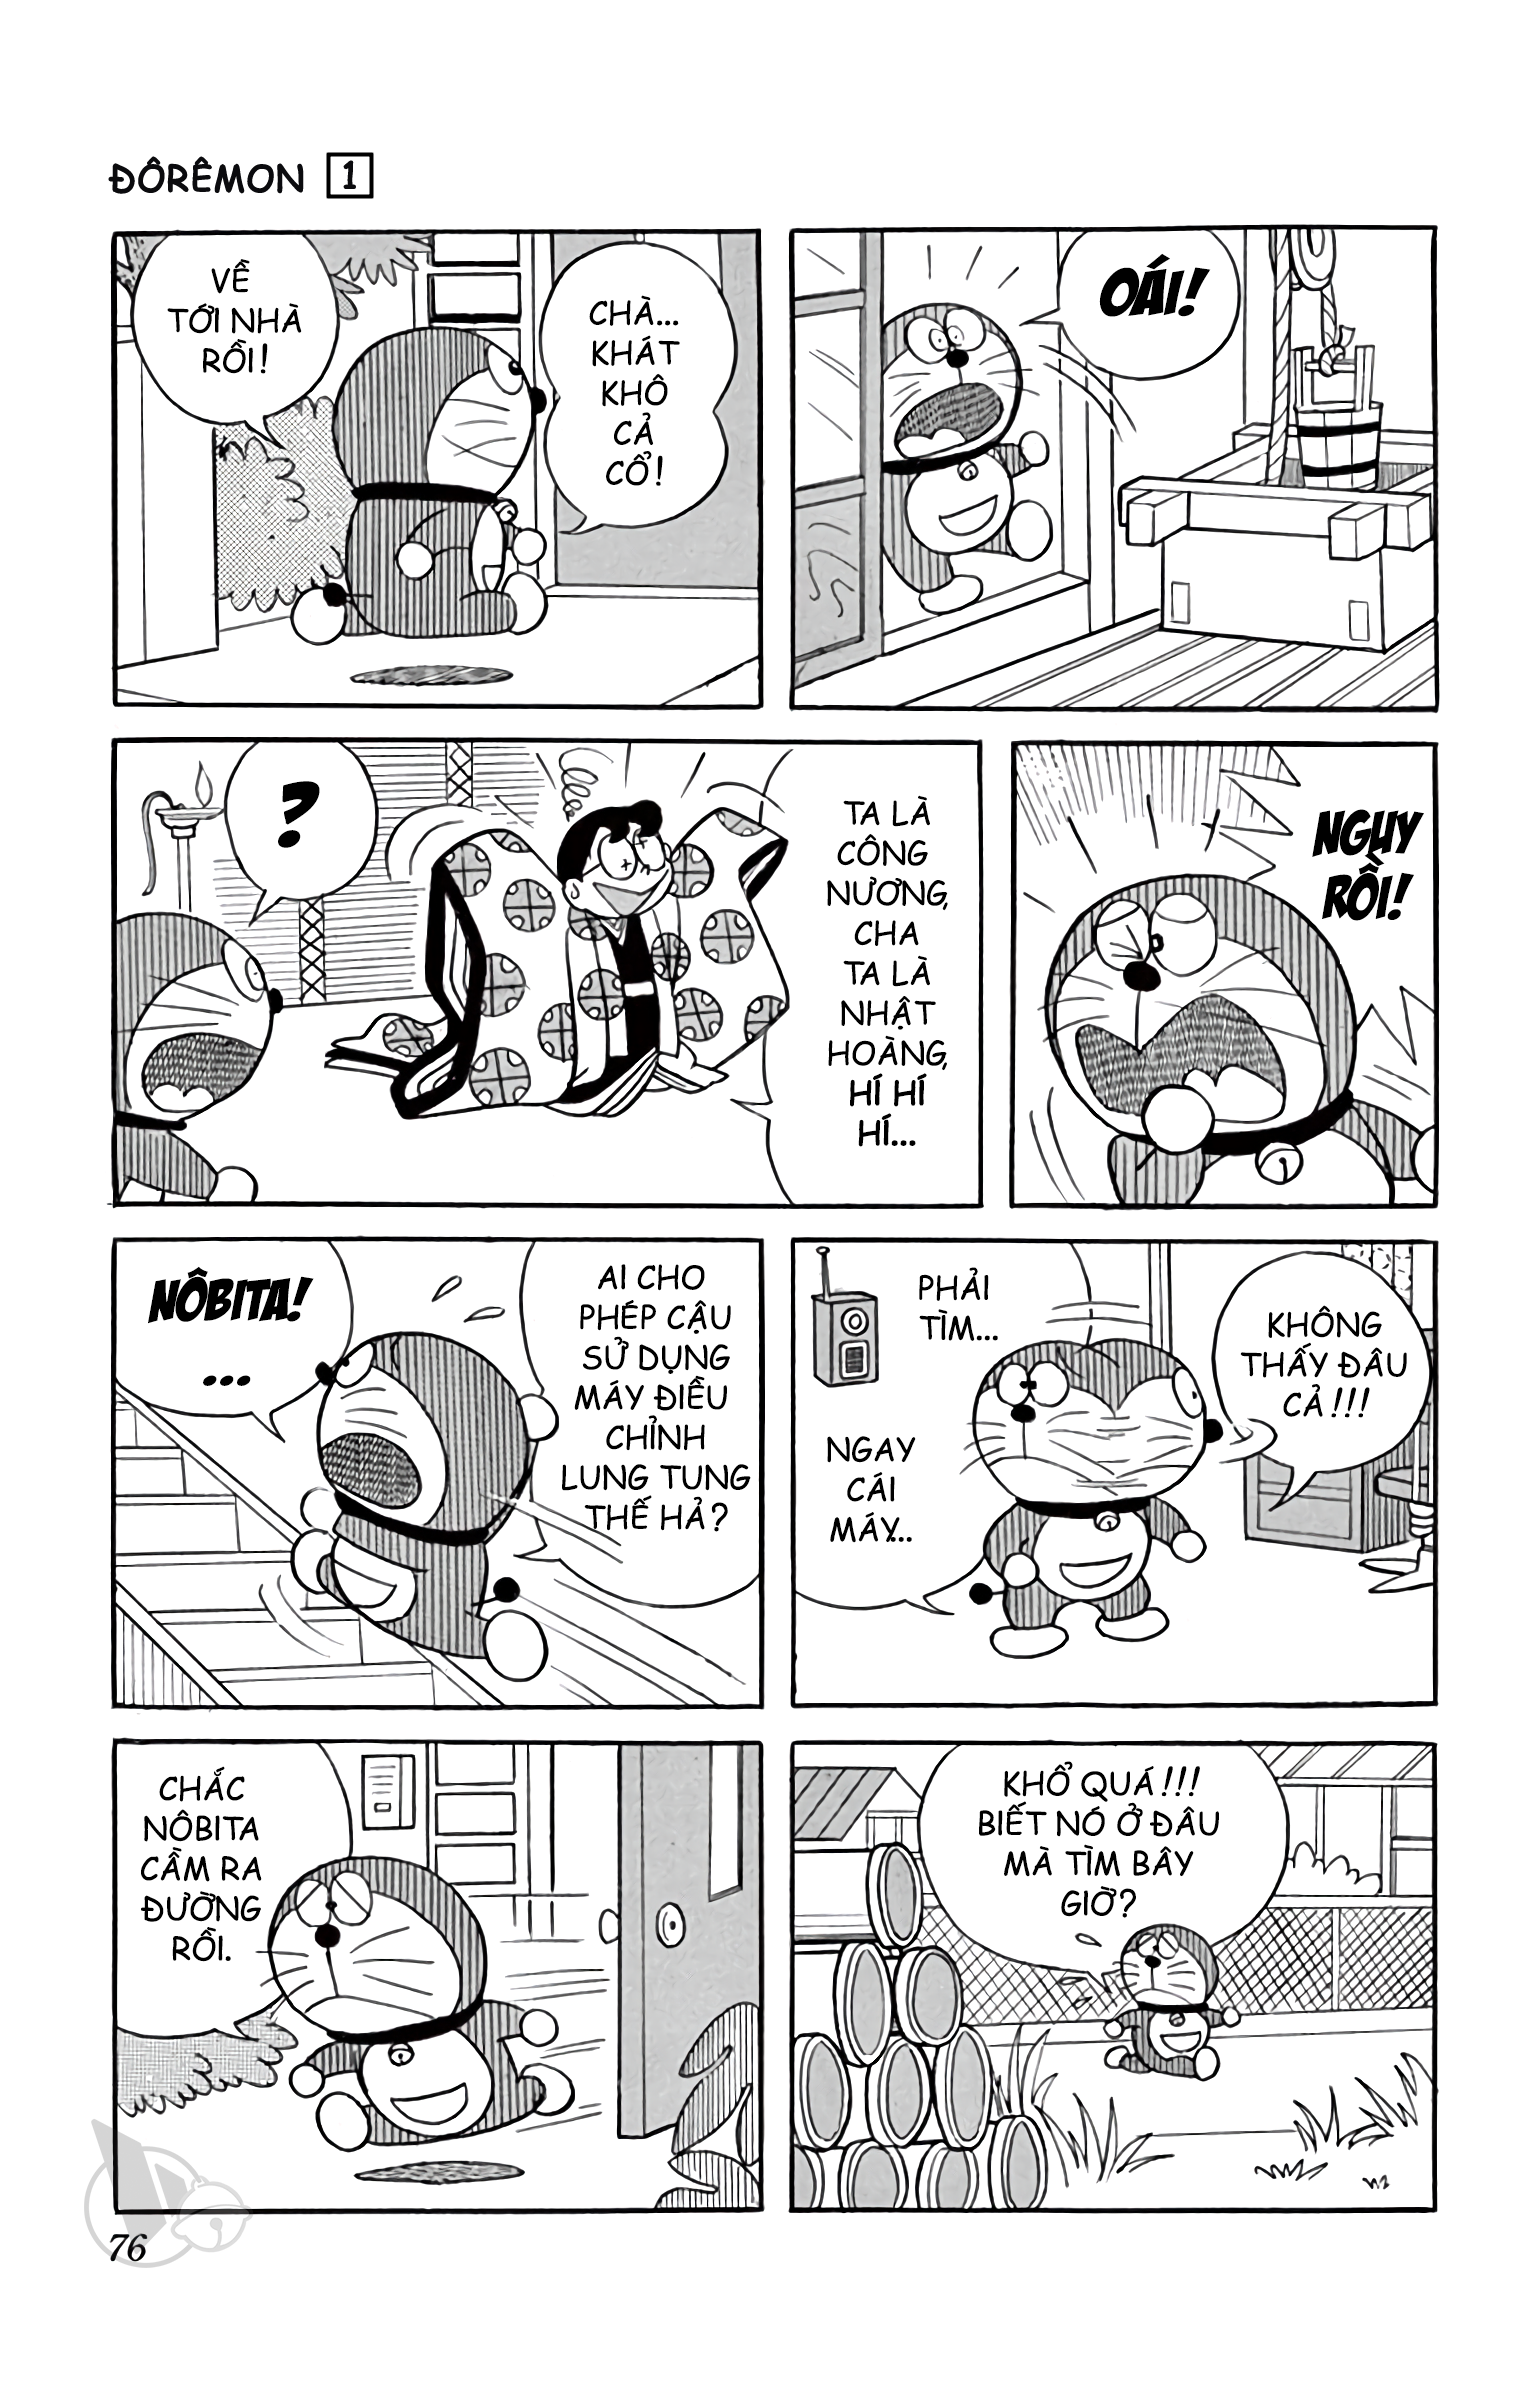 ĐÔRÊMON 1
VỀ
TỚI NHÀ
RỒI!
CHÀ...
KHÁT
KHÔ
CẢ
CỔ!
OÁI!
?
TA LÀ
CÔNG
NƯƠNG,
CHA
TA LÀ
NHẬT
HOÀNG,
HÍ HÍ
HÍ...
NGUY
RỒI!
NÔBITA!
...
AI CHO
PHÉP CẬU
SỬ DỤNG
MÁY ĐIỀU
CHỈNH
LUNG TUNG
THẾ HẢ?
PHẢI
TÌM...
NGAY
CÁI
MÁY...
KHÔNG
THẤY ĐÂU
CẢ!!!
CHẮC
NÔBITA
CẦM RA
ĐƯỜNG
RỒI.
KHỔ QUÁ!!!
BIẾT NÓ Ở ĐÂU
MÀ TÌM BÂY
GIỜ?
76